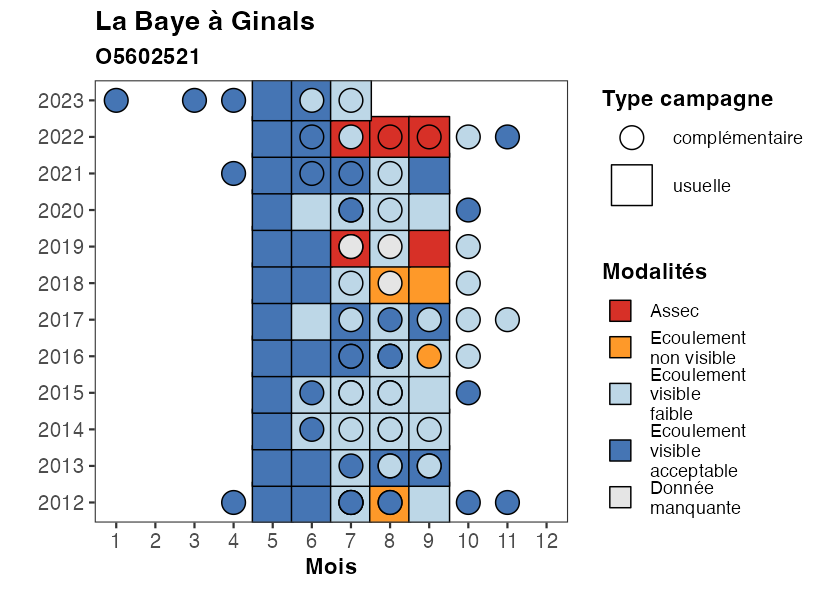 La Baye à Ginals
O5602521
2023
2022
2021
2020
2019
2018
2017
2016
2015
2014
2013
2012
1 2 3 4 5 6 7 8 9 10 11 12
Mois
Type campagne
complémentaire
usuelle
Modalités
Assec
Ecoulement
non visible
Ecoulement
visible
faible
Ecoulement
visible
acceptable
Donnée
manquante